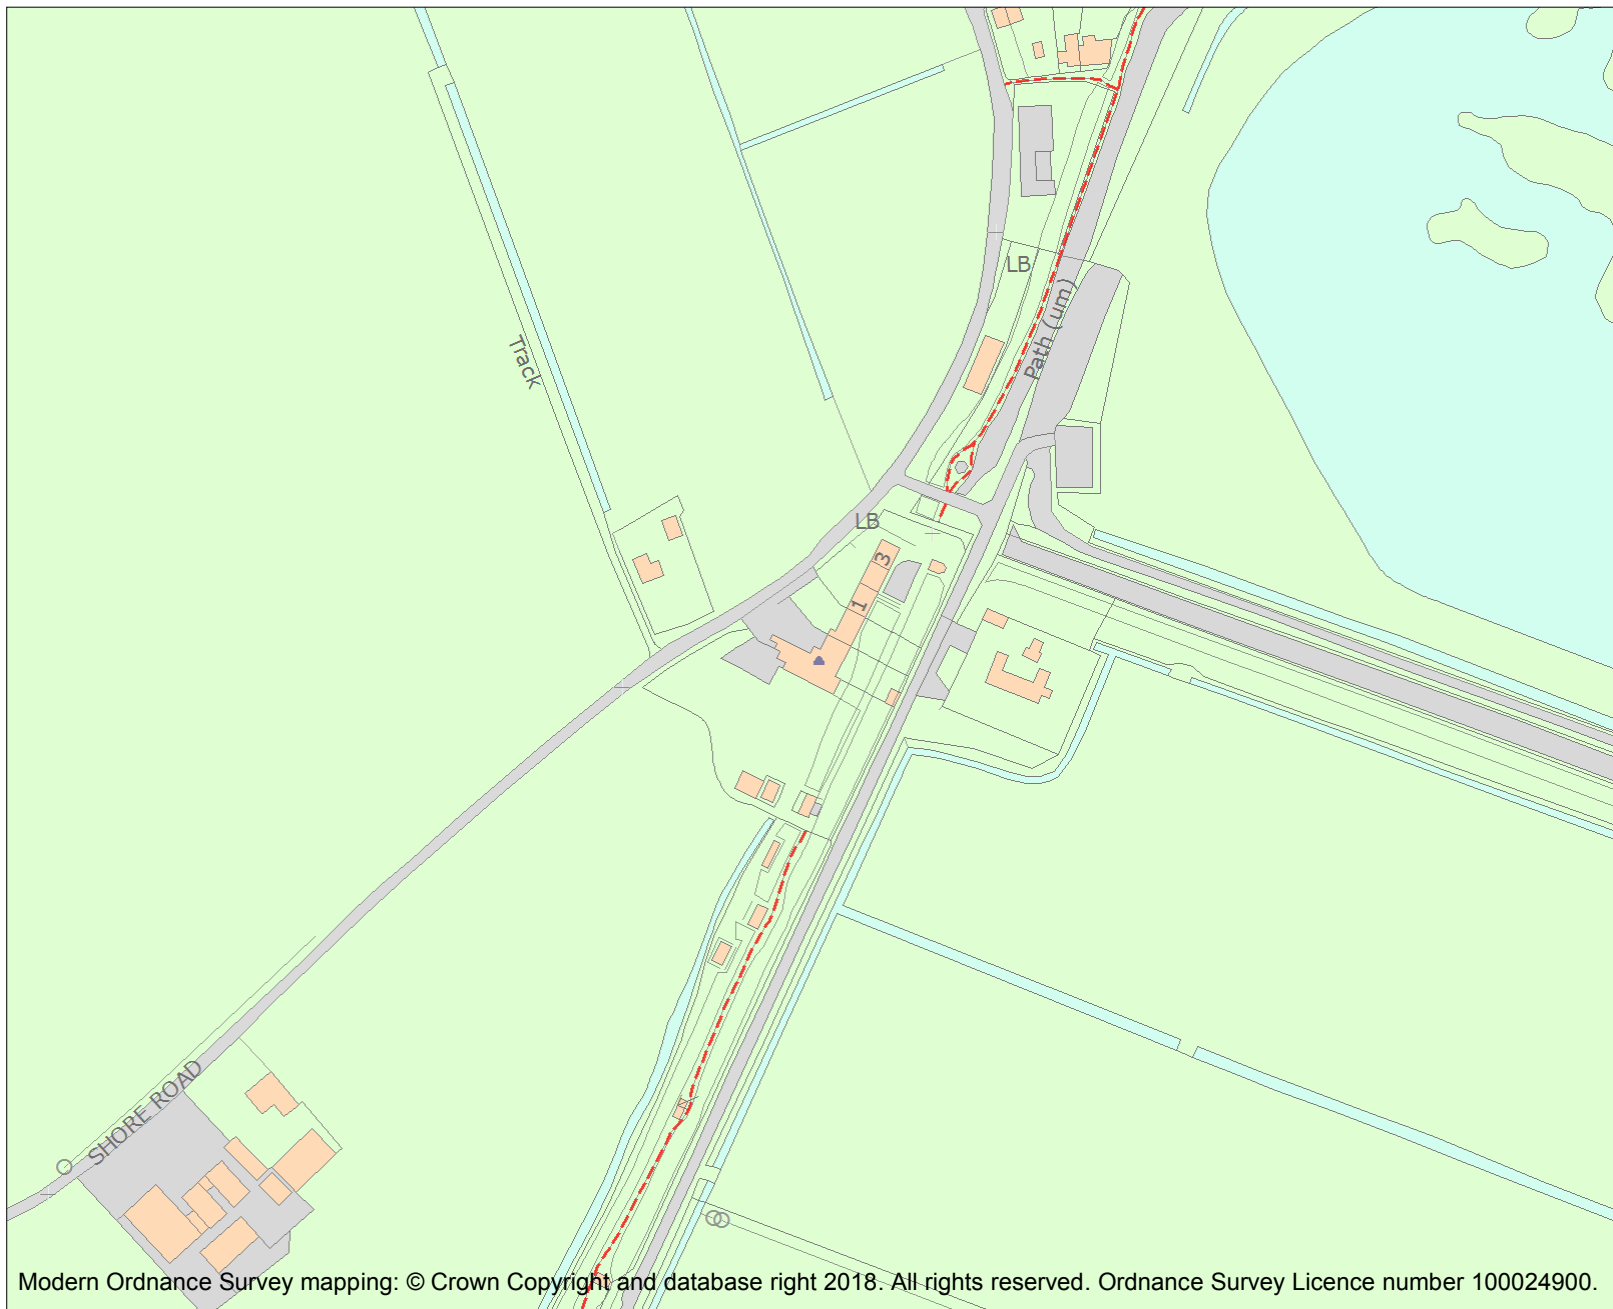 LB
Path (um)
Track
LB
3
1
SHORE ROAD
Modern Ordnance Survey mapping: © Crown Copyright and database right 2018. All rights reserved. Ordnance Survey Licence number 100024900.